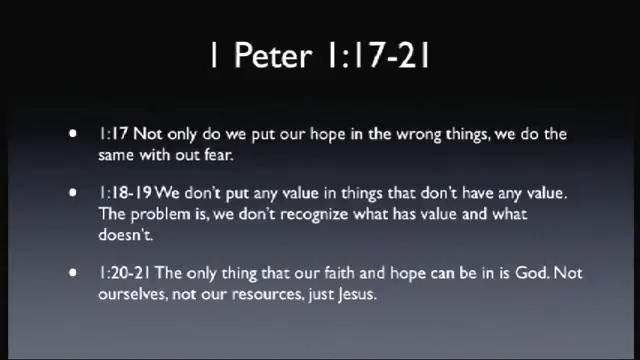 1 Peter 1:17-21
• 1:17 Not only do we put our hope in the wrong things, we do the
same with out fear.
• 1:18-19 We don't put any value in things that don't have any value.
The problem is, we don't recognize what has value and what
doesn't.
• 1:20-21 The only thing that our faith and hope can be in is God. Not
ourselves, not our resources, just Jesus.